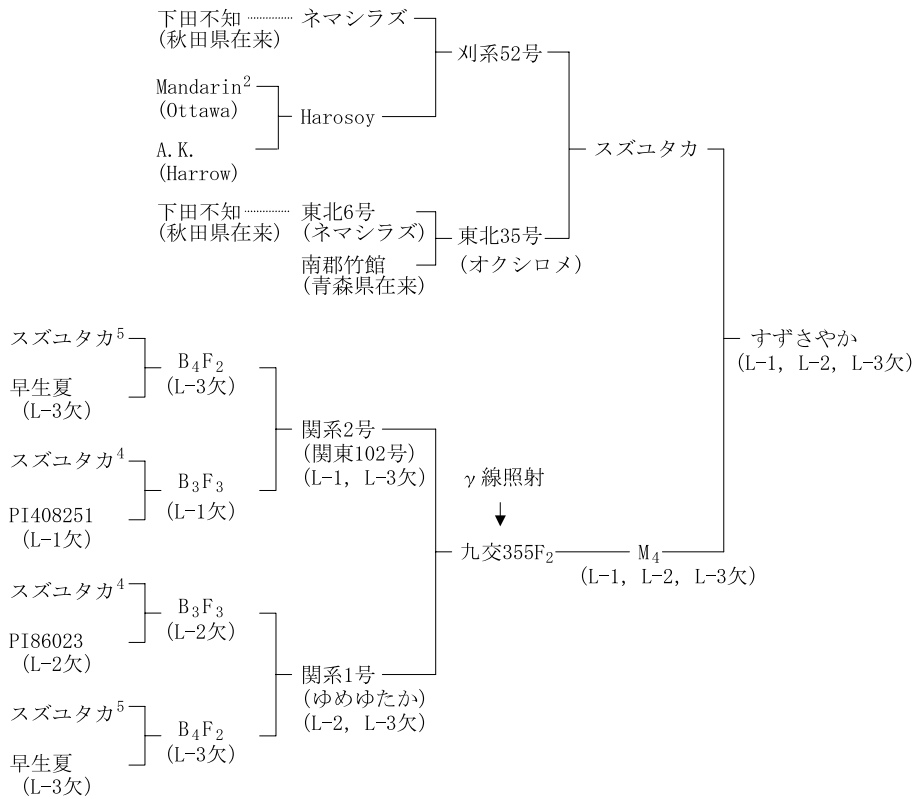 下田不知 ネマシラズ
(秋田県在来)
刈系52号
Mandarin2
(Ottawa)
Harosoy
A.K.
(Harrow)
スズユタカ
下田不知 東北6号
(秋田県在来) (ネマシラズ)
東北35号
(オクシロメ)
南郡竹館
(青森県在来)
すずさやか
(L-1, L-2, L-3欠)
スズユタカ5
B4F2
(L-3欠)
早生夏
(L-3欠)
関系2号
(関東102号)
(L-1, L-3欠)
スズユタカ4
B3F3
(L-1欠)
PI408251
(L-1欠)
γ線照射
九交355F2
M4
(L-1, L-2, L-3欠)
スズユタカ4
B3F3
(L-2欠)
PI86023
(L-2欠)
関系1号
(ゆめゆたか)
(L-2, L-3欠)
スズユタカ5
B4F2
(L-3欠)
早生夏
(L-3欠)